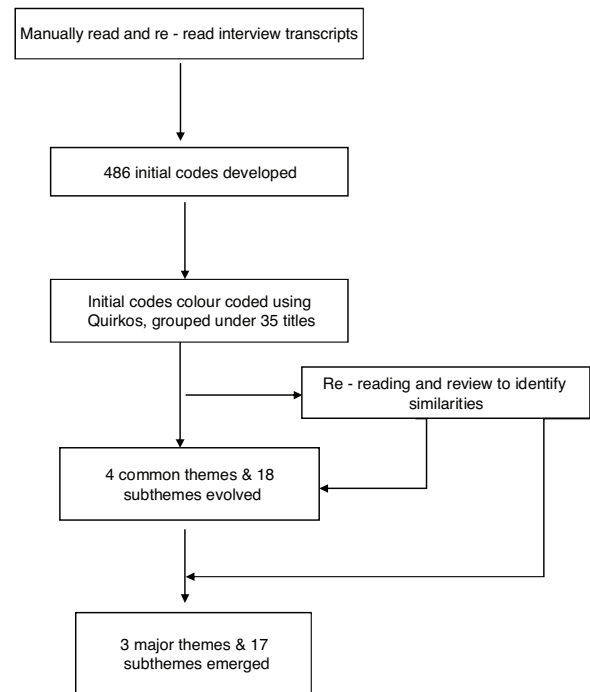 Manually read and re - read interview transcripts
486 initial codes developed
Initial codes colour coded using
Quirkos, grouped under 35 titles
Re - reading and review to identify
similarities
4 common themes & 18
subthemes evolved
3 major themes & 17
subthemes emerged